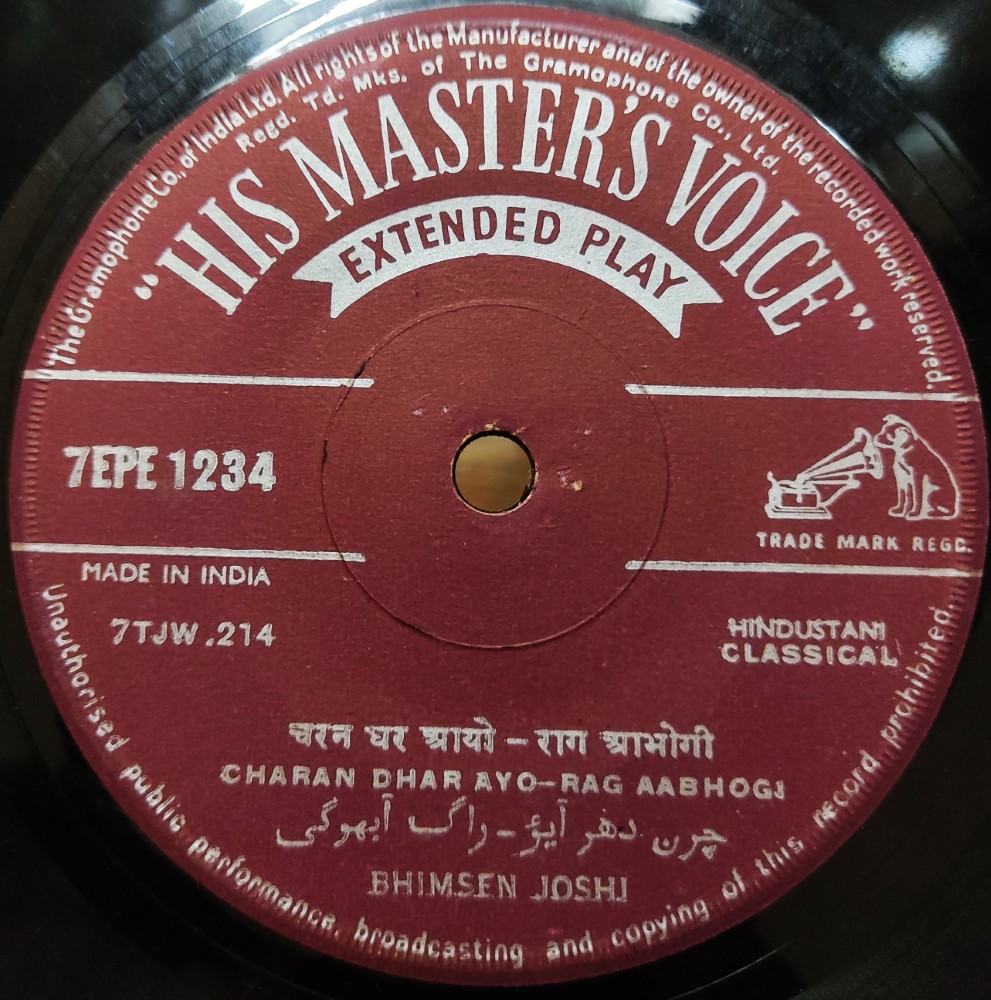 The Gramophone Co. of India Ltd. All rights of the Manufacturer and of the owner of the recorded work reserved.
Regd. Td. Mks. of The Gramophone Co., Ltd.
“HIS MASTER'S VOICE”
EXTENDED PLAY
7EPE 1234
TRADE MARK REGD.
MADE IN INDIA
7TJW.214
HINDUSTANI
CLASSICAL
चरन घर आयो – राग आभोगी
CHARAN DHAR AYO–RAG AABHOGI
چرن دھر آیؤ - راگ آبھوگی
BHIMSEN JOSHI
Unauthorised public performance, broadcasting and copying of this record prohibited.